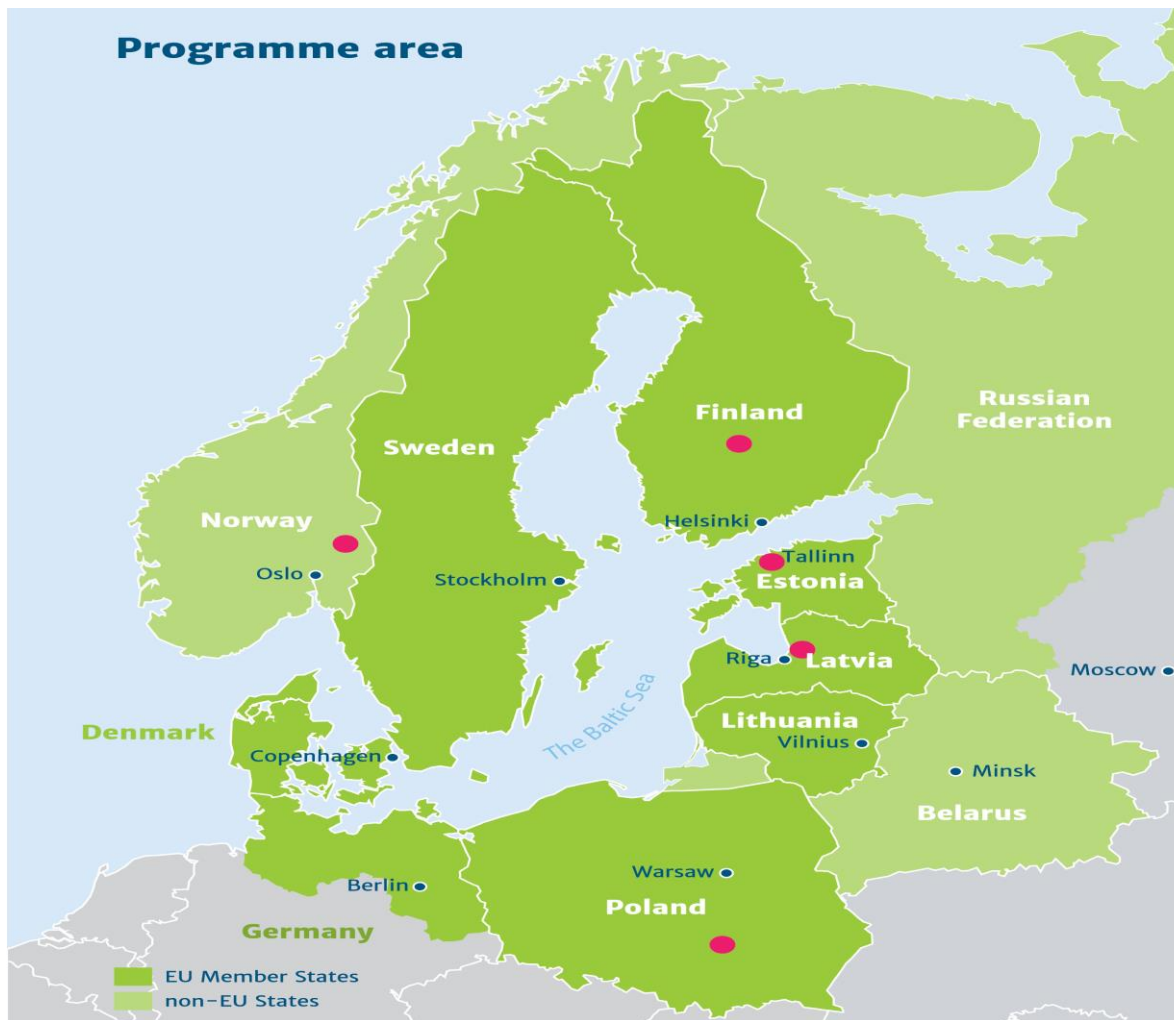 Programme area
Finland
Russian
Federation
Sweden
Norway
Helsinki
Oslo
Stockholm
Tallinn
Estonia
Riga
Latvia
Moscow
Denmark
The Baltic Sea
Lithuania
Vilnius
Copenhagen
Minsk
Belarus
Warsaw
Berlin
Poland
Germany
EU Member States
non-EU States